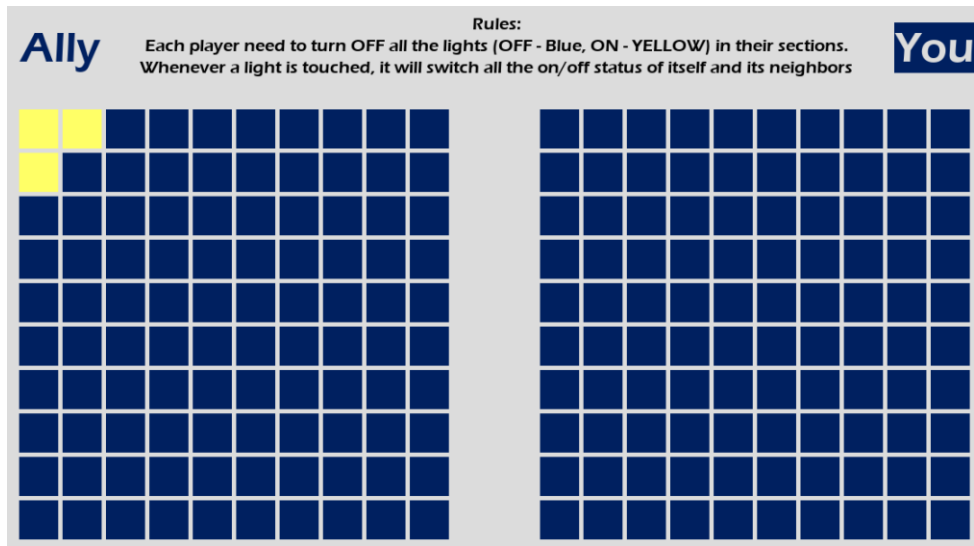 Rules:
Ally
Each player need to turn OFF all the lights (OFF - Blue, ON - YELLOW) in their sections.
You
Whenever a light is touched, it will switch all the on/off status of itself and its neighbors